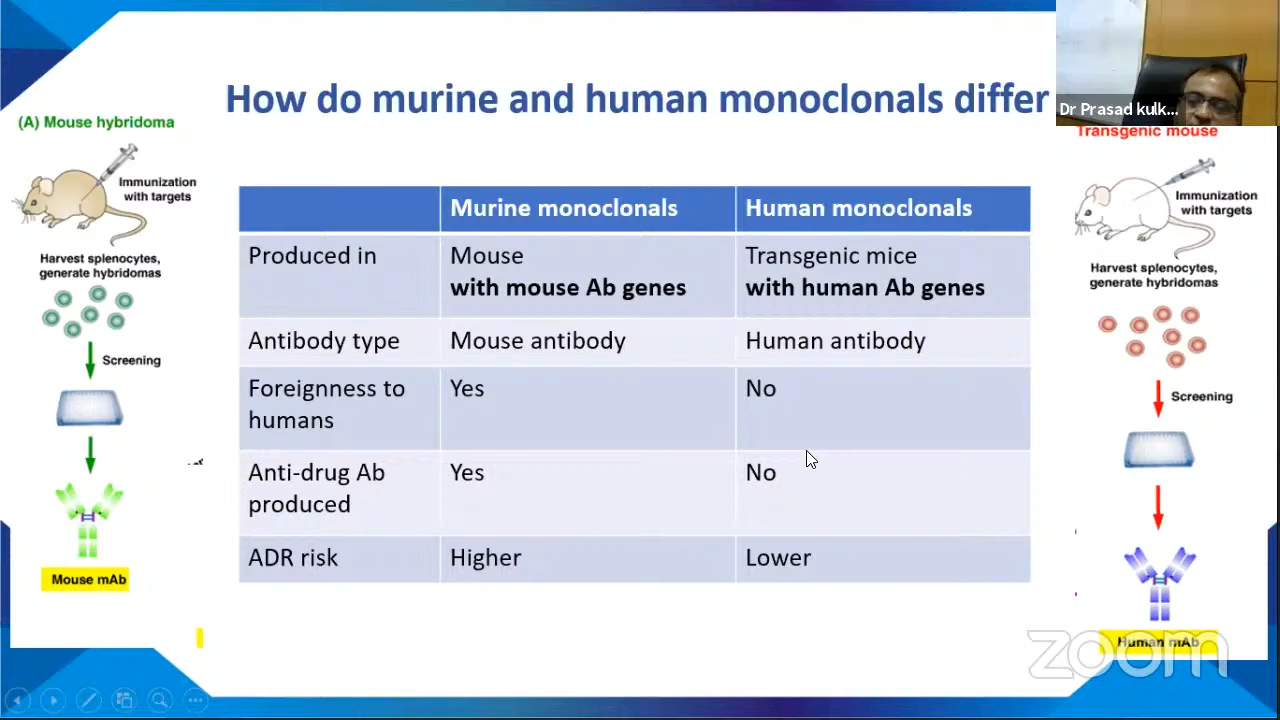 How do murine and human monoclonals differ
Dr Prasad kulk...
(A) Mouse hybridoma
Immunization
with targets
Harvest splenocytes,
generate hybridomas
Screening
Mouse mAb
Murine monoclonals
Human monoclonals
Produced in
Mouse
with mouse Ab genes
Transgenic mice
with human Ab genes
Antibody type
Mouse antibody
Human antibody
Foreignness to
humans
Yes
No
Anti-drug Ab
produced
Yes
No
ADR risk
Higher
Lower
Transgenic mouse
Immunization
with targets
Harvest splenocytes,
generate hybridomas
Screening
Human mAb
zoom